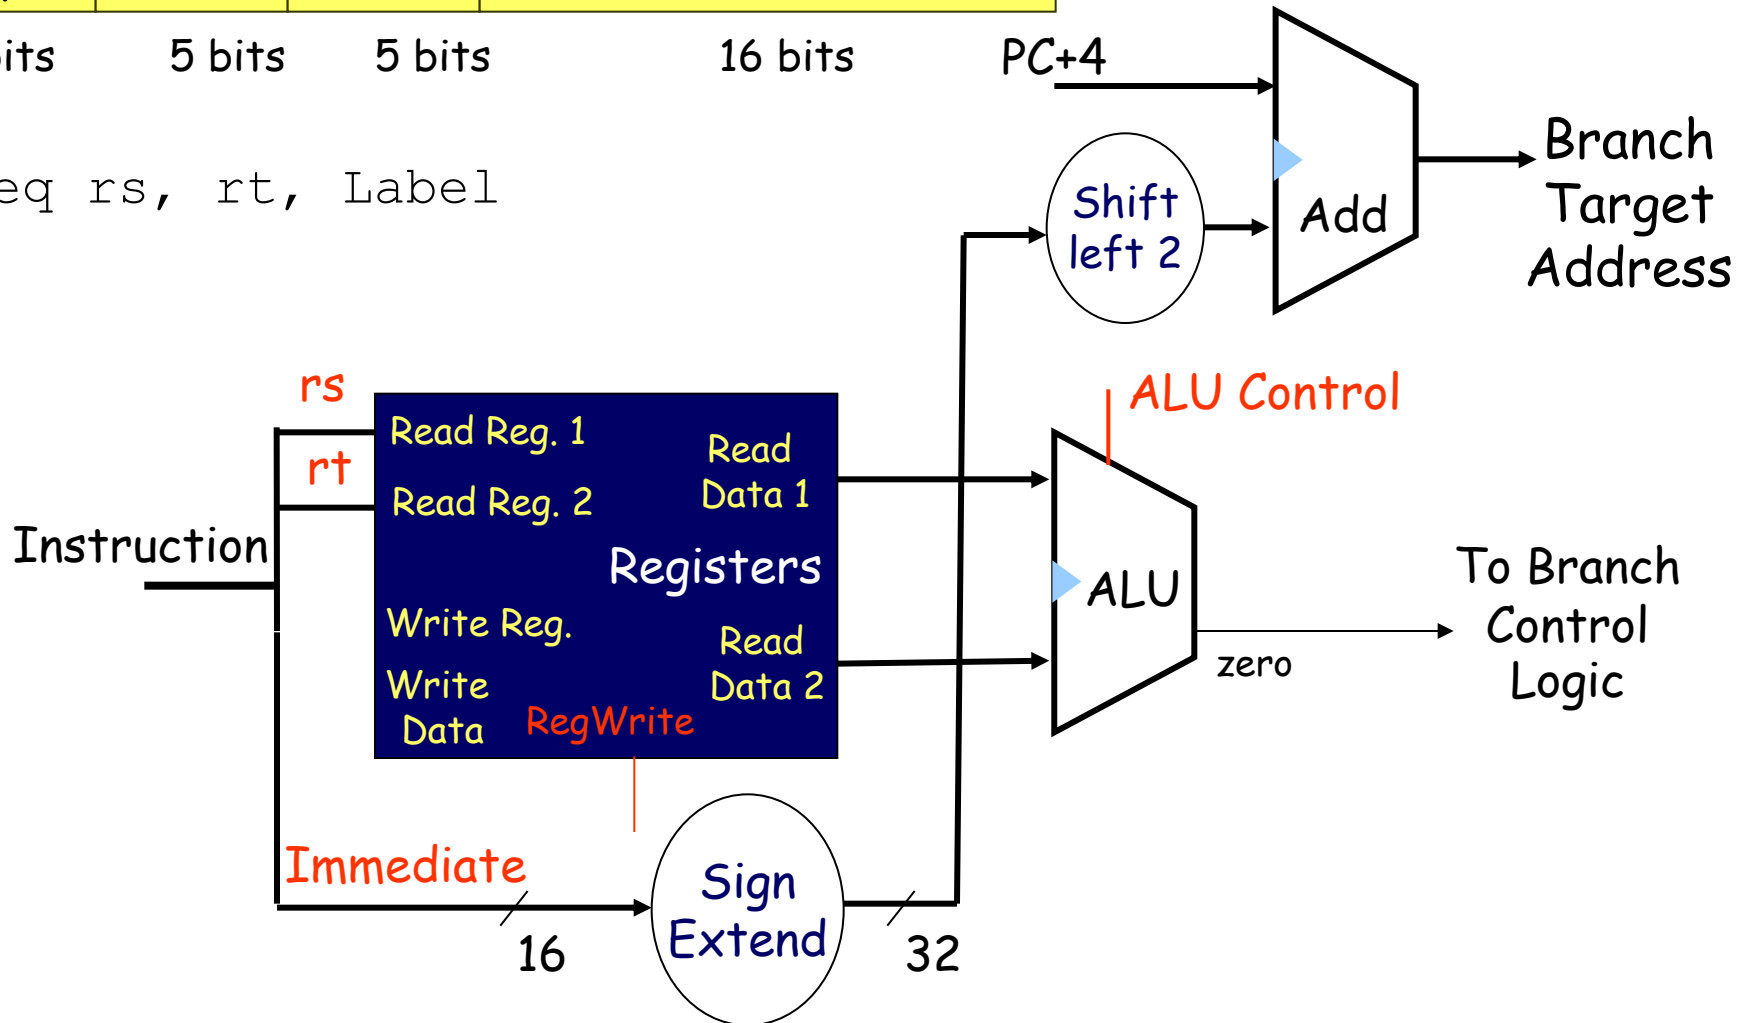 5 bits
5 bits
16 bits
PC+4
rs, rt, Label
Shift
left 2
Add
Branch
Target
Address
rs
rt
Instruction
Read Reg. 1
Read Reg. 2
Read
Data 1
Registers
Write Reg.
Write
Data
Read
Data 2
RegWrite
ALU Control
ALU
zero
To Branch
Control
Logic
Immediate
16
Sign
Extend
32